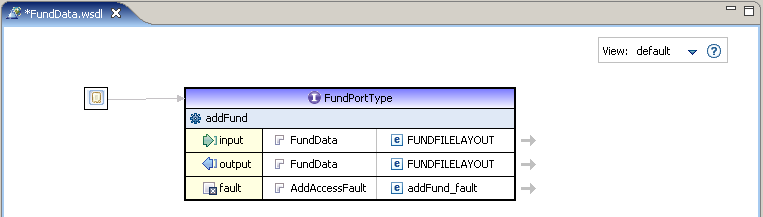 *FundData.wsdl
View: default
FundPortType
addFund
input FundData FUNDFILELAYOUT
output FundData FUNDFILELAYOUT
fault AddAccessFault addFund_fault